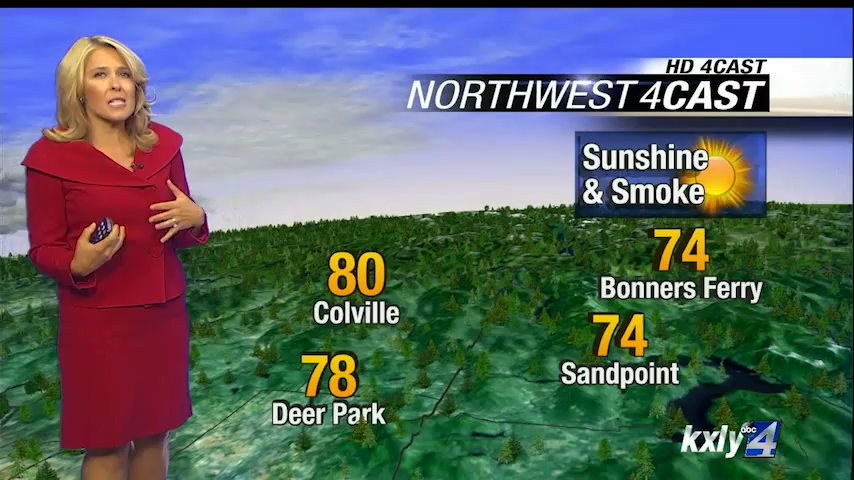 HD 4CAST
NORTHWEST 4CAST
Sunshine
& Smoke
80
Colville
74
Bonners Ferry
78
Deer Park
74
Sandpoint
kxly abc 4